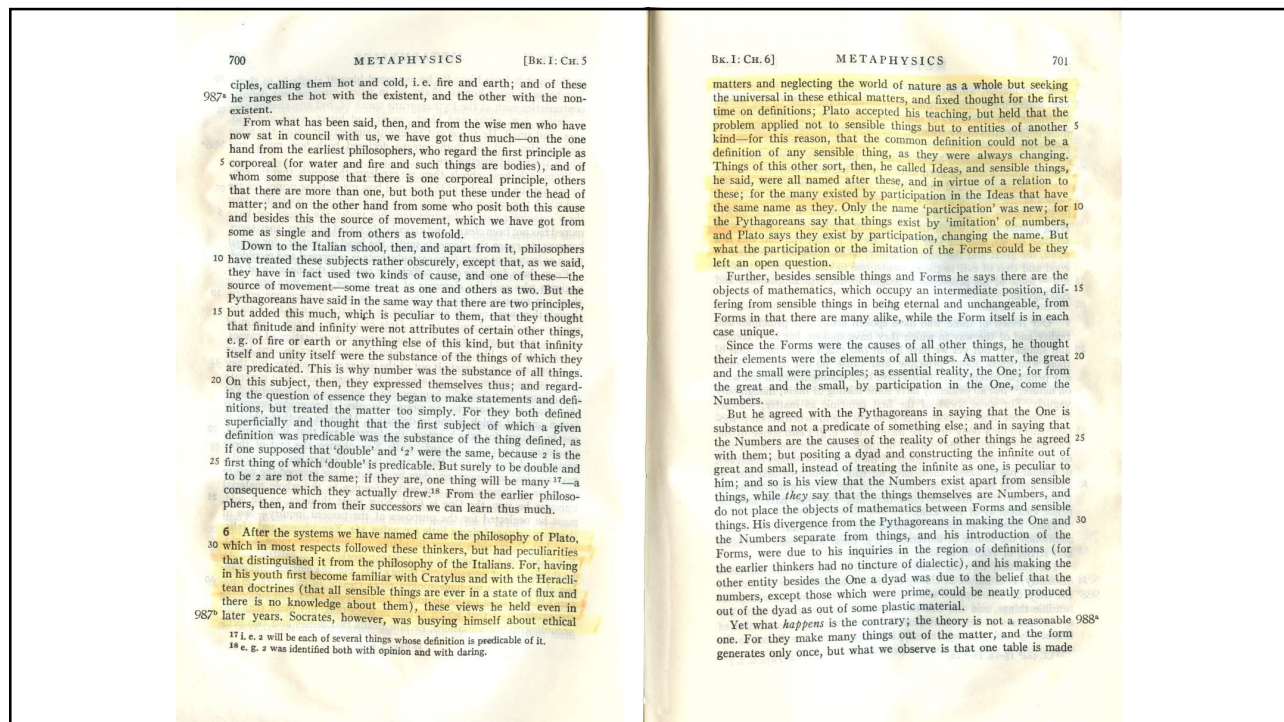 700 METAPHYSICS [BK. I: CH. 5
ciples, calling them hot and cold, i. e. fire and earth; and of these
987ᵃ he ranges the hot with the existent, and the other with the non-
existent.
From what has been said, then, and from the wise men who have
now sat in council with us, we have got thus much—on the one
hand from the earliest philosophers, who regard the first principle as
5 corporeal (for water and fire and such things are bodies), and of
whom some suppose that there is one corporeal principle, others
that there are more than one, but both put these under the head of
matter; and on the other hand from some who posit both this cause
and besides this the source of movement, which we have got from
some as single and from others as twofold.
Down to the Italian school, then, and apart from it, philosophers
10 have treated these subjects rather obscurely, except that, as we said,
they have in fact used two kinds of cause, and one of these—the
source of movement—some treat as one and others as two. But the
Pythagoreans have said in the same way that there are two principles,
15 but added this much, which is peculiar to them, that they thought
that finitude and infinity were not attributes of certain other things,
e. g. of fire or earth or anything else of this kind, but that infinity
itself and unity itself were the substance of the things of which they
are predicated. This is why number was the substance of all things.
20 On this subject, then, they expressed themselves thus; and regard-
ing the question of essence they began to make statements and defi-
nitions, but treated the matter too simply. For they both defined
superficially and thought that the first subject of which a given
definition was predicable was the substance of the thing defined, as
if one supposed that 'double' and '2' were the same, because 2 is the
25 first thing of which 'double' is predicable. But surely to be double and
to be 2 are not the same; if they are, one thing will be many ¹⁷—a
consequence which they actually drew.¹⁸ From the earlier philoso-
phers, then, and from their successors we can learn thus much.
6 After the systems we have named came the philosophy of Plato,
30 which in most respects followed these thinkers, but had peculiarities
that distinguished it from the philosophy of the Italians. For, having
in his youth first become familiar with Cratylus and with the Heracli-
tean doctrines (that all sensible things are ever in a state of flux and
there is no knowledge about them), these views he held even in
987ᵇ later years. Socrates, however, was busying himself about ethical
¹⁷ i. e. 2 will be each of several things whose definition is predicable of it.
¹⁸ e. g. 2 was identified both with opinion and with daring.
BK. I: CH. 6] METAPHYSICS 701
matters and neglecting the world of nature as a whole but seeking
the universal in these ethical matters, and fixed thought for the first
time on definitions; Plato accepted his teaching, but held that the
problem applied not to sensible things but to entities of another 5
kind—for this reason, that the common definition could not be a
definition of any sensible thing, as they were always changing.
Things of this other sort, then, he called Ideas, and sensible things,
he said, were all named after these, and in virtue of a relation to
these; for the many existed by participation in the Ideas that have
the same name as they. Only the name 'participation' was new; for 10
the Pythagoreans say that things exist by 'imitation' of numbers,
and Plato says they exist by participation, changing the name. But
what the participation or the imitation of the Forms could be they
left an open question.
Further, besides sensible things and Forms he says there are the
objects of mathematics, which occupy an intermediate position, dif- 15
fering from sensible things in being eternal and unchangeable, from
Forms in that there are many alike, while the Form itself is in each
case unique.
Since the Forms were the causes of all other things, he thought
their elements were the elements of all things. As matter, the great 20
and the small were principles; as essential reality, the One; for from
the great and the small, by participation in the One, come the
Numbers.
But he agreed with the Pythagoreans in saying that the One is
substance and not a predicate of something else; and in saying that
the Numbers are the causes of the reality of other things he agreed 25
with them; but positing a dyad and constructing the infinite out of
great and small, instead of treating the infinite as one, is peculiar to
him; and so is his view that the Numbers exist apart from sensible
things, while they say that the things themselves are Numbers, and
do not place the objects of mathematics between Forms and sensible
things. His divergence from the Pythagoreans in making the One and 30
the Numbers separate from things, and his introduction of the
Forms, were due to his inquiries in the region of definitions (for
the earlier thinkers had no tincture of dialectic), and his making the
other entity besides the One a dyad was due to the belief that the
numbers, except those which were prime, could be neatly produced
out of the dyad as out of some plastic material.
Yet what happens is the contrary; the theory is not a reasonable 988ᵃ
one. For they make many things out of the matter, and the form
generates only once, but what we observe is that one table is made